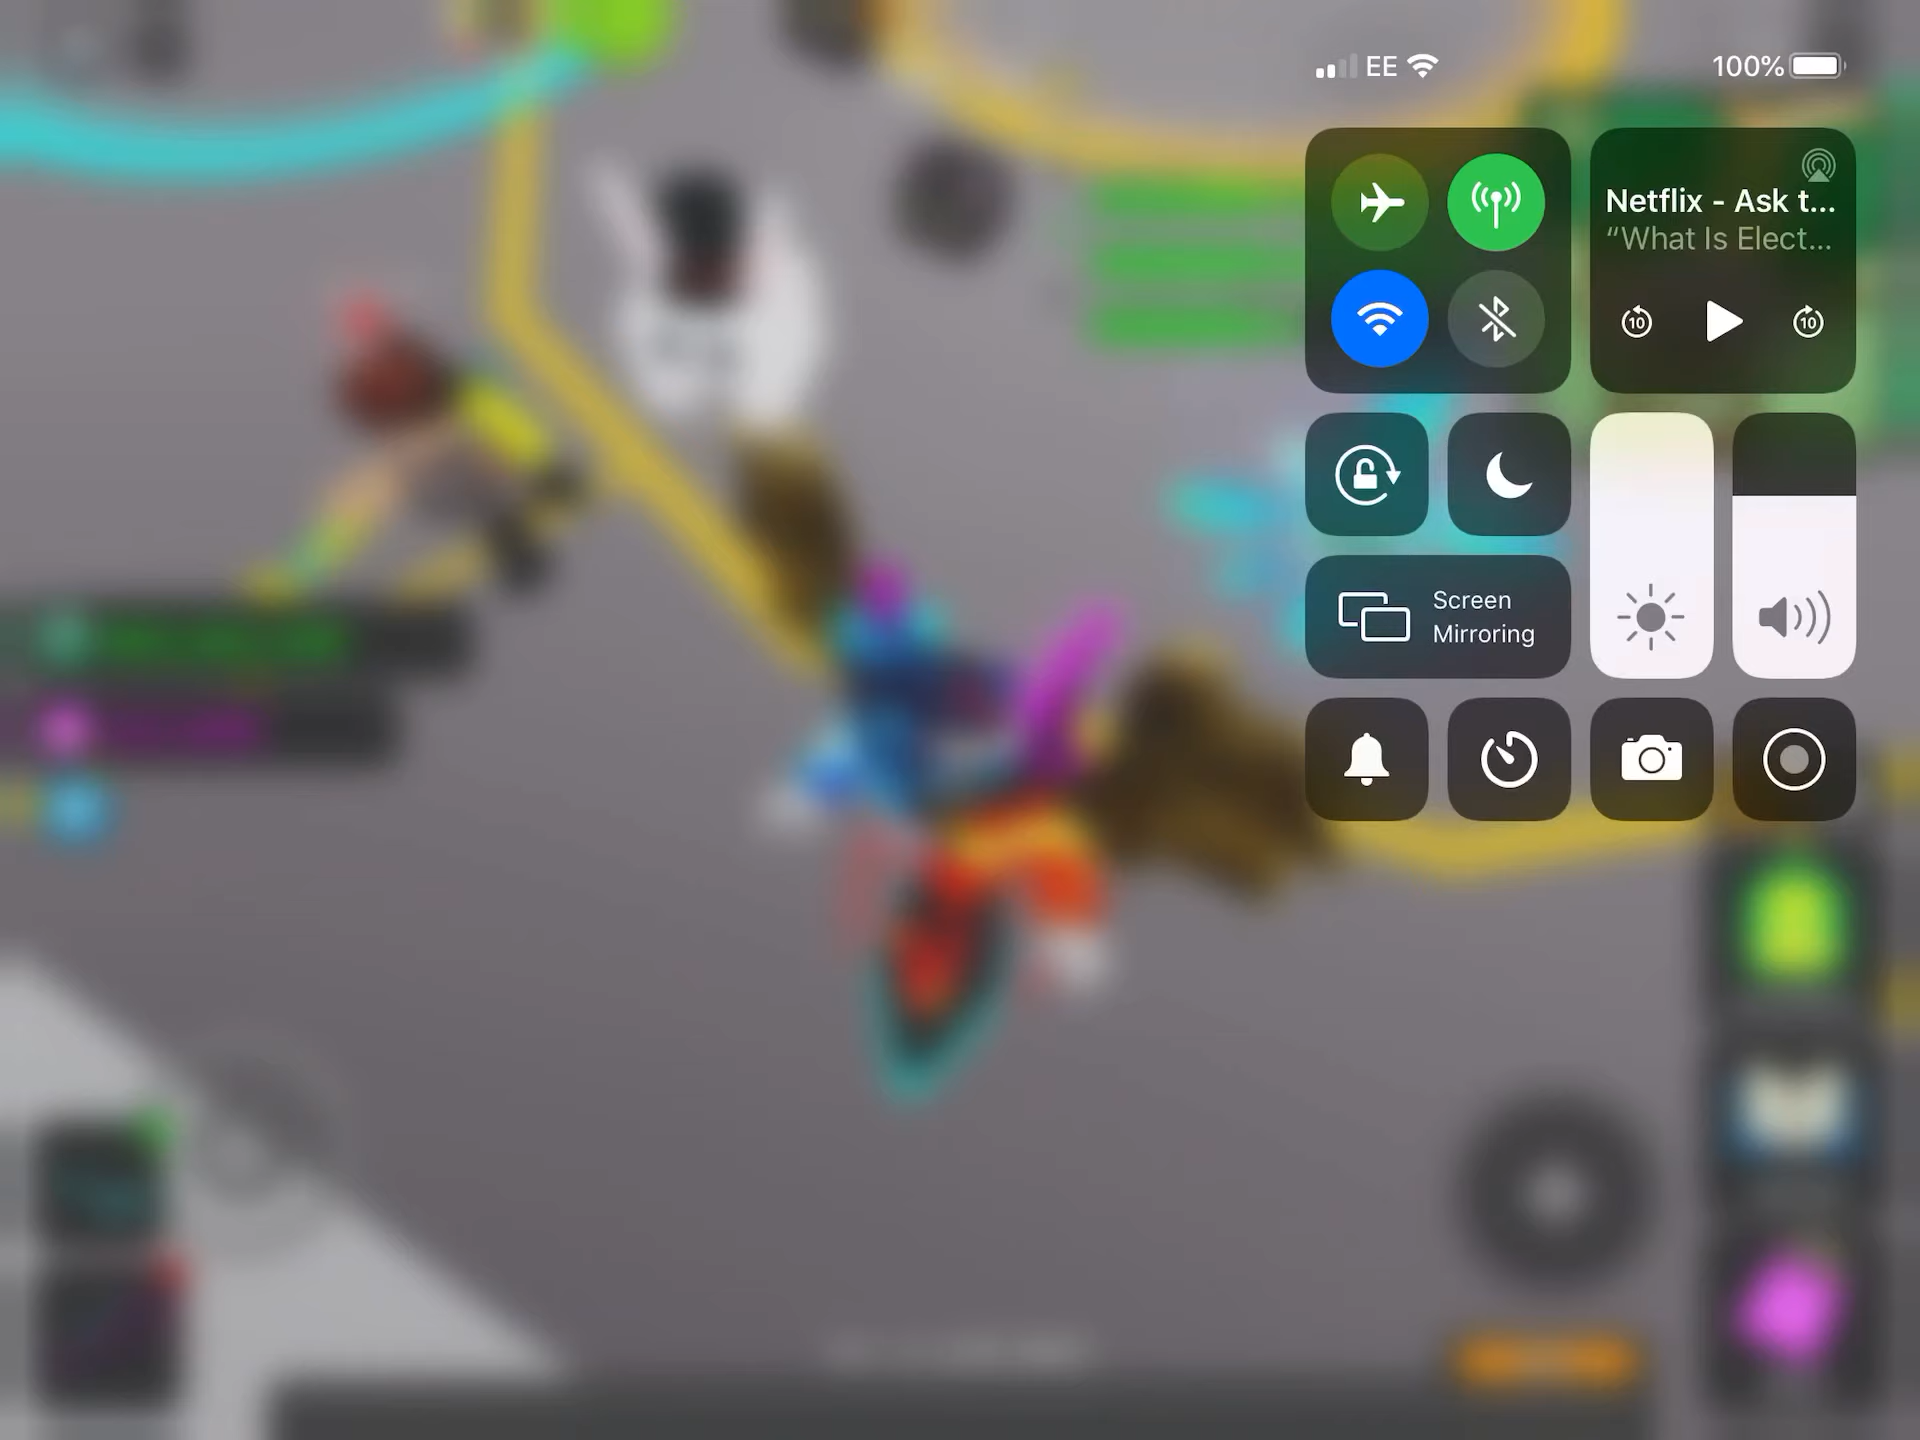 EE
100%
Netflix - Ask t...
“What Is Elect...
10
10
Screen
Mirroring